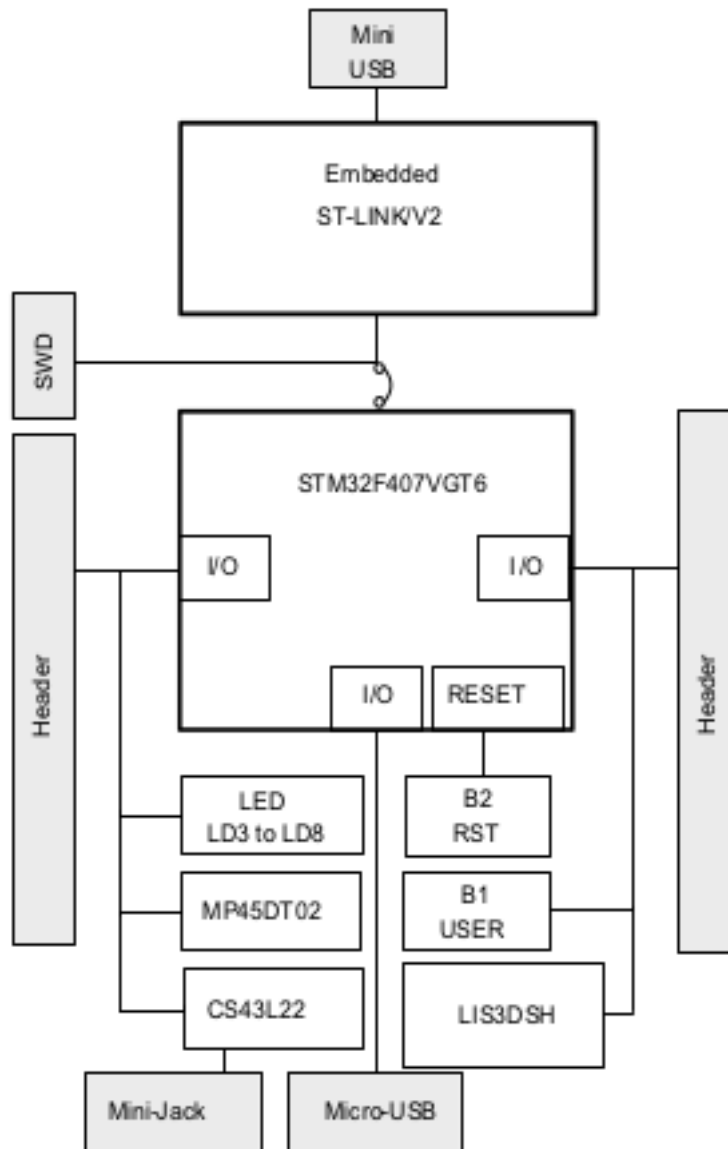 Mini
USB
Embedded
ST-LINK/V2
SWD
STM32F407VGT6
I/O
I/O
Header
Header
I/O
RESET
LED
LD3 to LD8
B2
RST
MP45DT02
B1
USER
CS43L22
LIS3DSH
Mini-Jack
Micro-USB